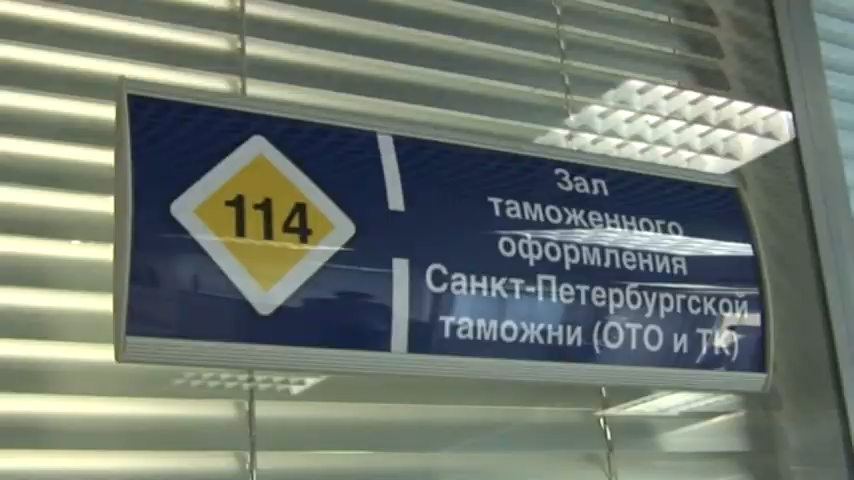 114
Зал
таможенного
оформления
Санкт-Петербургской
таможни (ОТО и ТК)